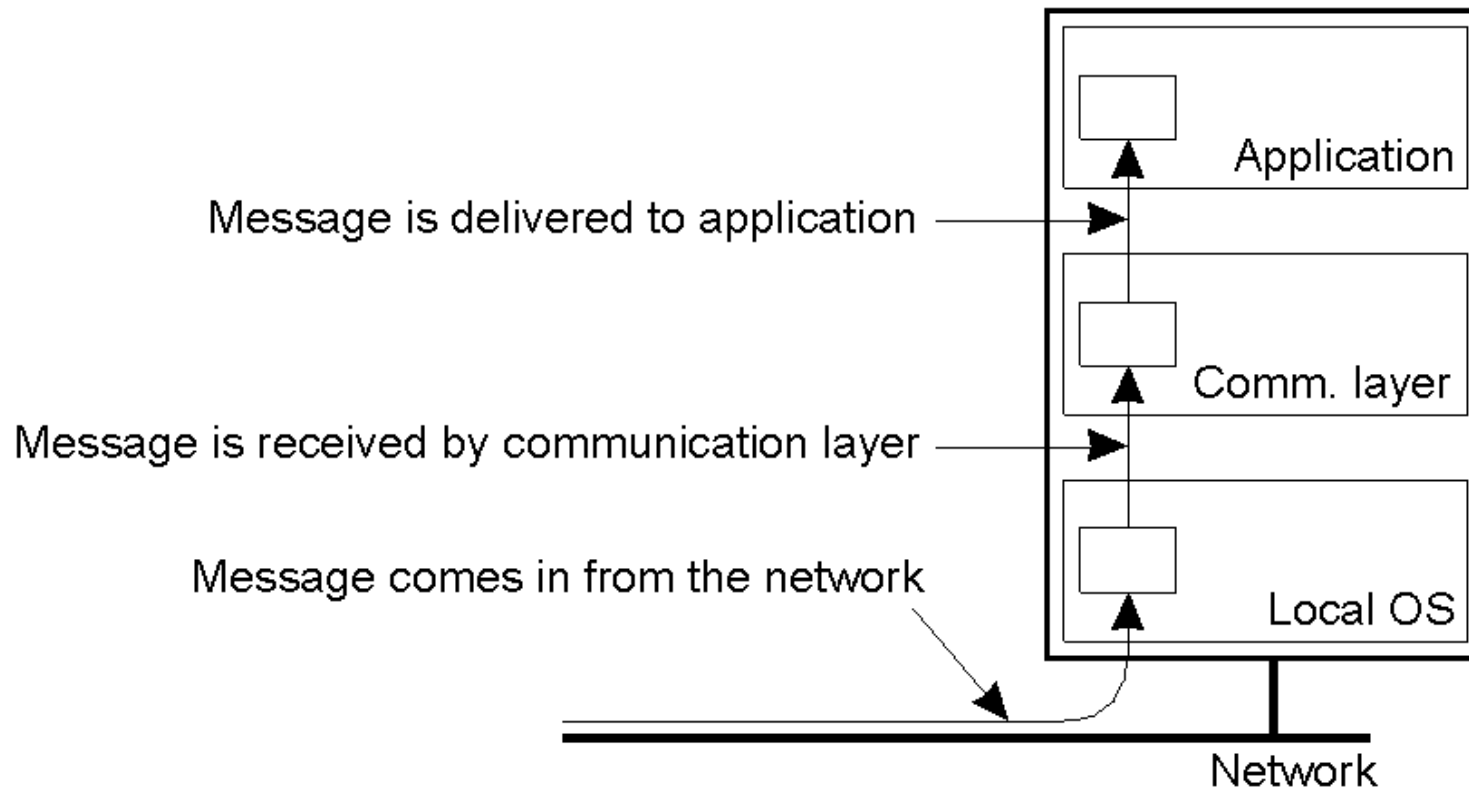 Application
Message is delivered to application
Comm. layer
Message is received by communication layer
Message comes in from the network
Local OS
Network